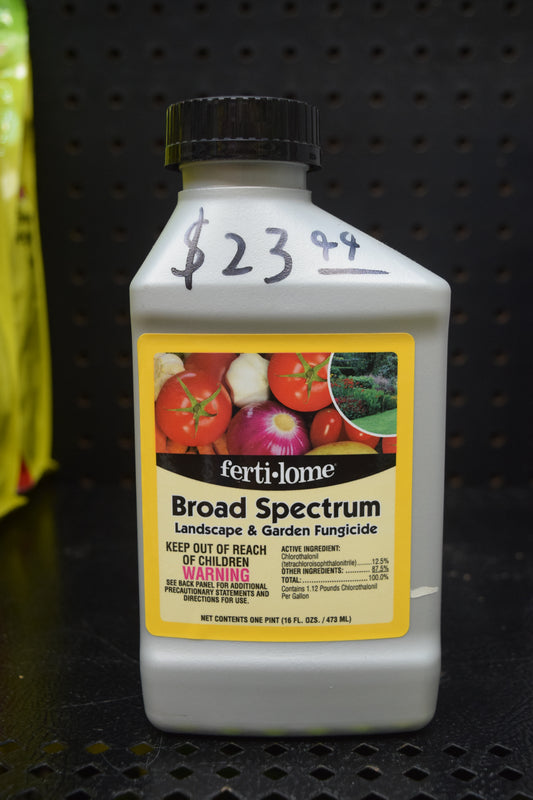 $23 99
ferti•lome®
Broad Spectrum
Landscape & Garden Fungicide
KEEP OUT OF REACH
OF CHILDREN
WARNING
SEE BACK PANEL FOR ADDITIONAL
PRECAUTIONARY STATEMENTS AND
DIRECTIONS FOR USE.
ACTIVE INGREDIENT:
Chlorothalonil
(tetrachloroisophthalonitrile)......12.5%
OTHER INGREDIENTS: ......... 87.5%
TOTAL:..........................100.0%
Contains 1.12 Pounds Chlorothalonil
Per Gallon
NET CONTENTS ONE PINT (16 FL. OZS. / 473 ML)